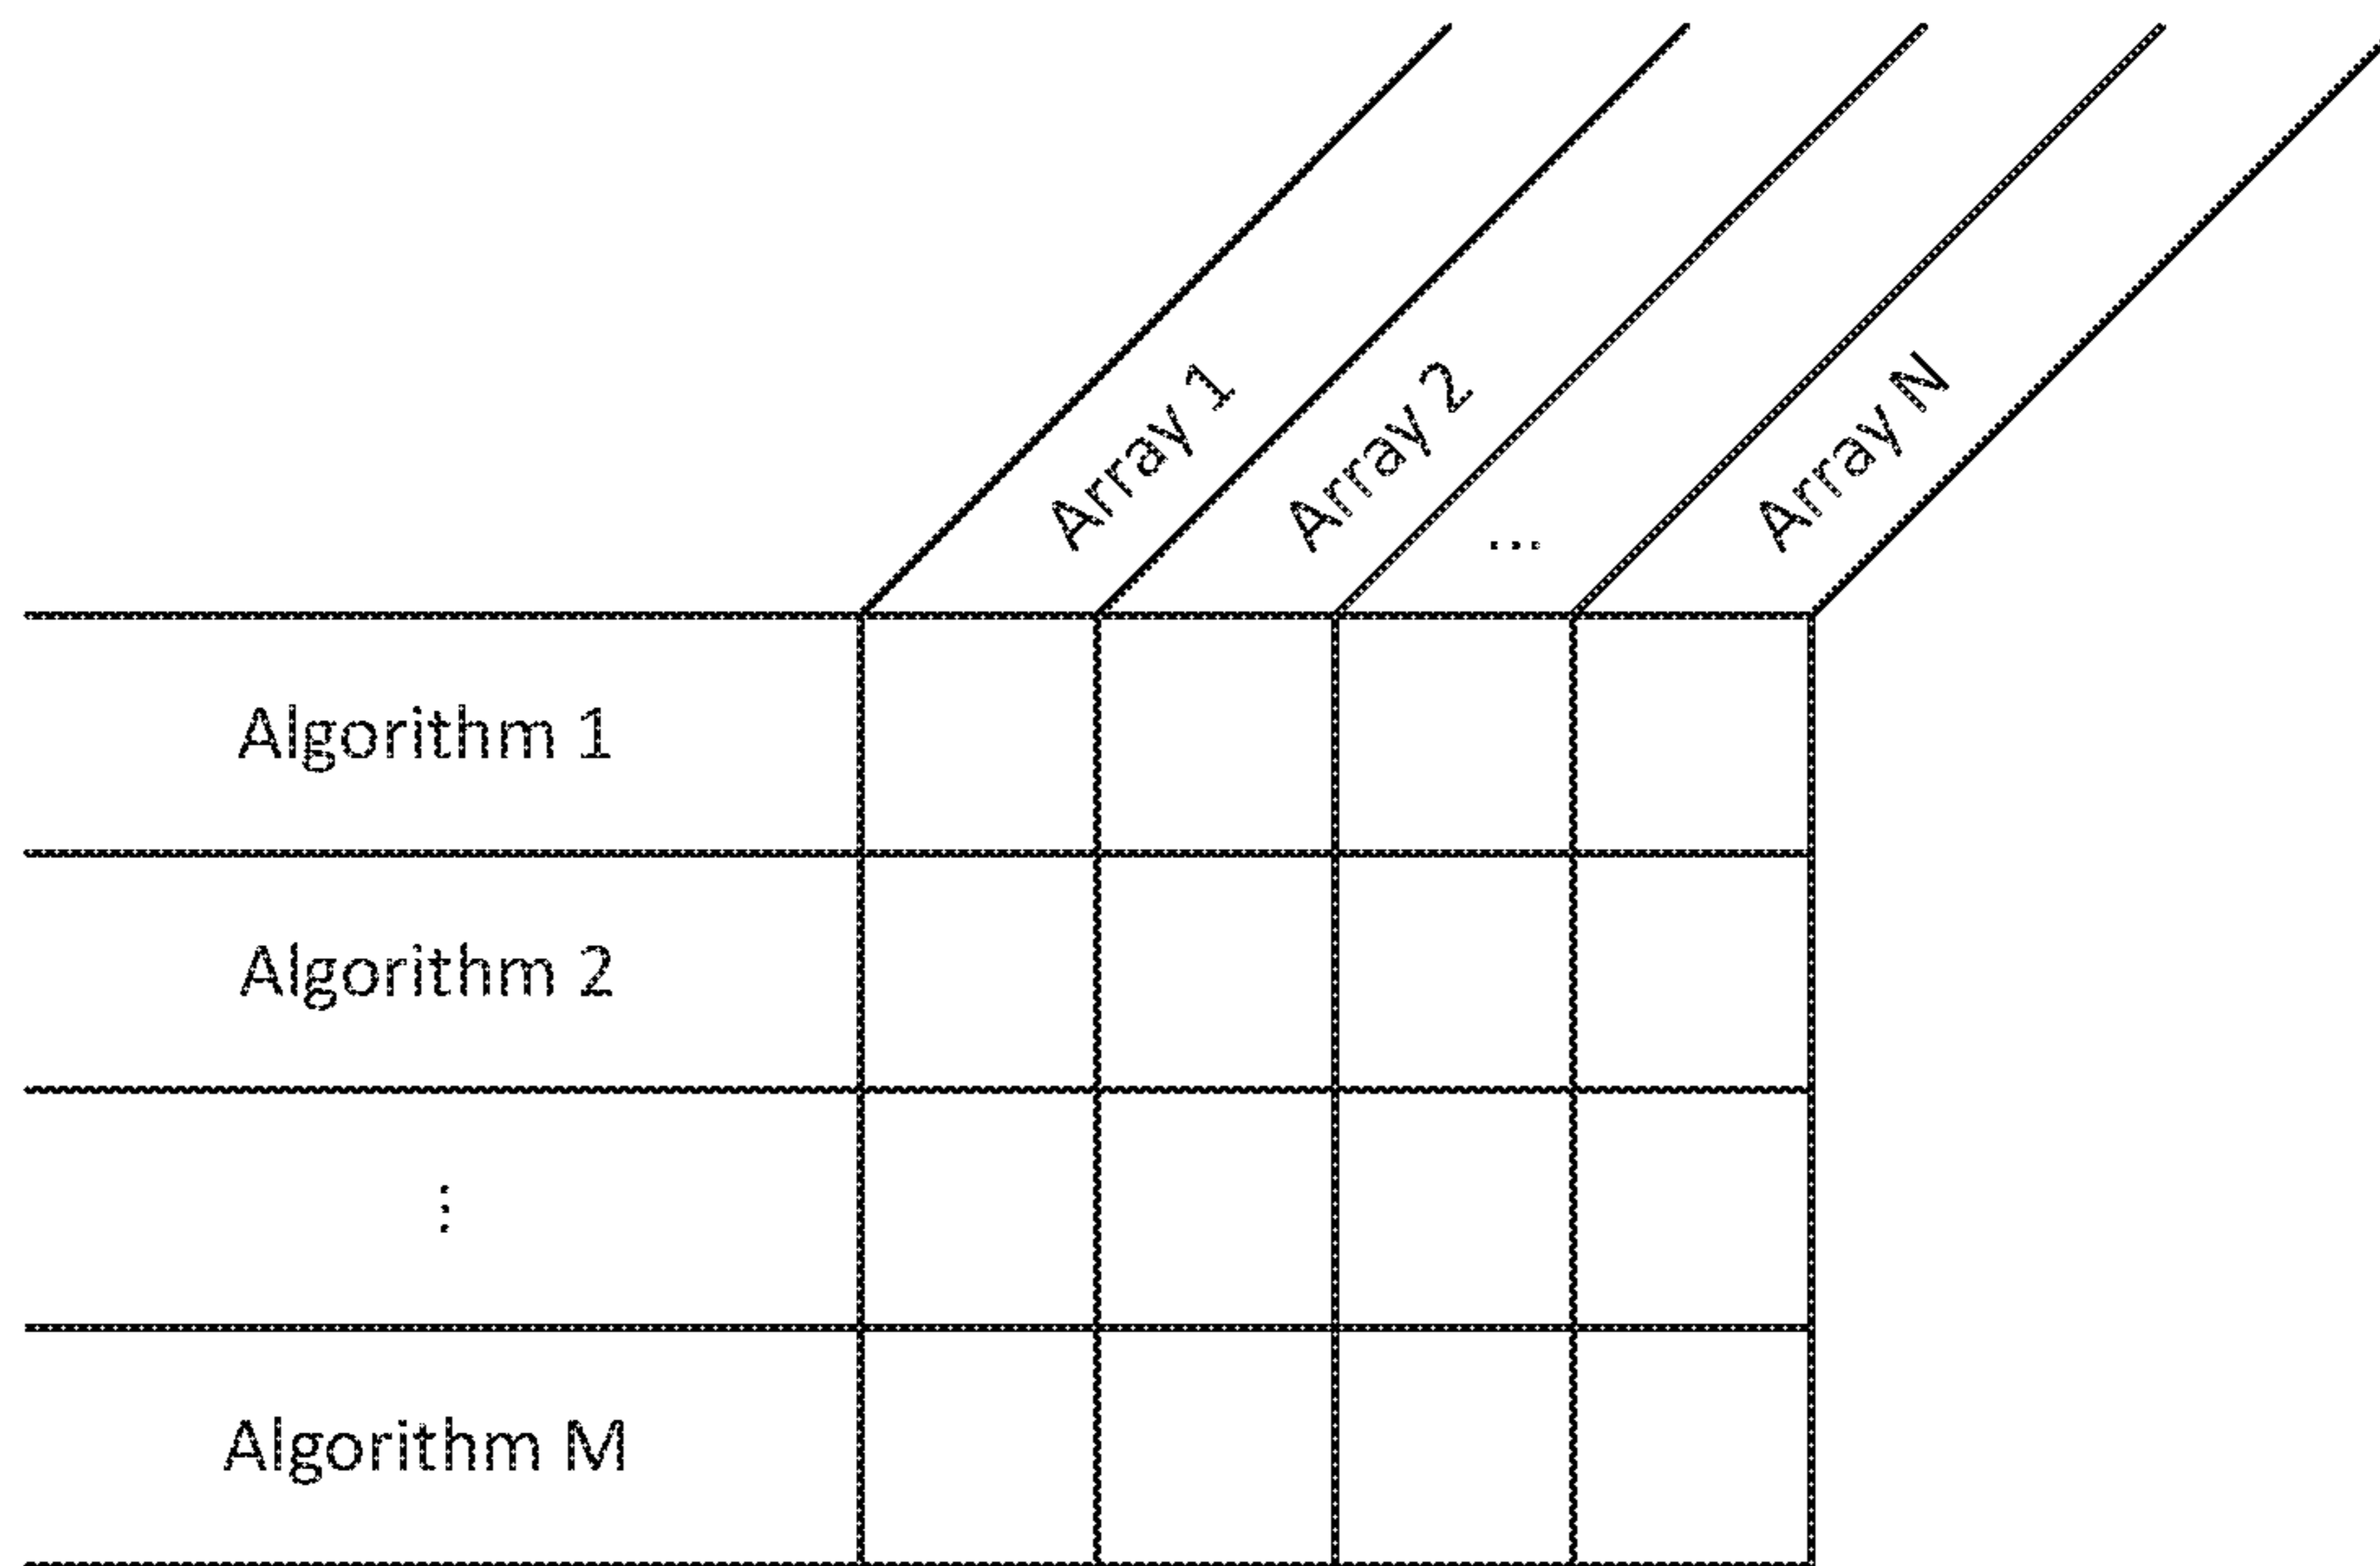 Array 1
Array 2
...
Array N
Algorithm 1
Algorithm 2
⋮
Algorithm M